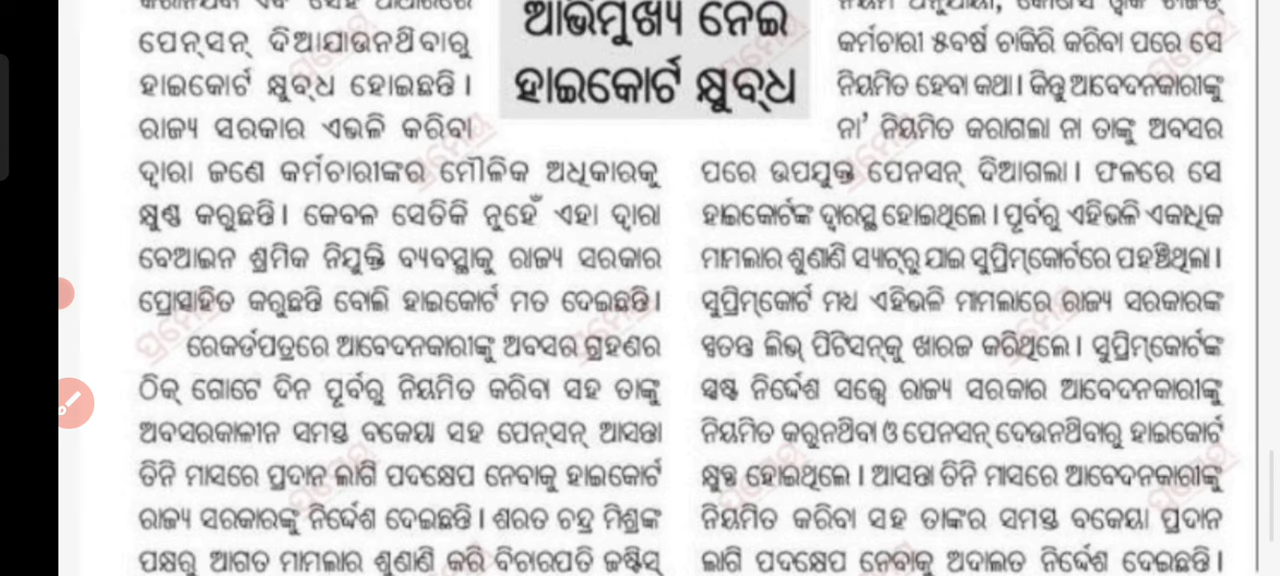 ପେନ୍‌ସନ୍ ଦିଆଯାଉନଥିବାରୁ
ହାଇକୋର୍ଟ କ୍ଷୁବ୍‌ଧ ହୋଇଛନ୍ତି।
ରାଜ୍ୟ ସରକାର ଏଭଳି କରିବା
ଦ୍ୱାରା ଜଣେ କର୍ମଚାରୀଙ୍କର ମୌଳିକ ଅଧିକାରକୁ
କ୍ଷୁଣ୍ଣ କରୁଛନ୍ତି। କେବଳ ସେତିକି ନୁହେଁ ଏହା ଦ୍ୱାରା
ବେଆଇନ ଶ୍ରମିକ ନିଯୁକ୍ତି ବ୍ୟବସ୍ଥାକୁ ରାଜ୍ୟ ସରକାର
ପ୍ରୋତ୍ସାହିତ କରୁଛନ୍ତି ବୋଲି ହାଇକୋର୍ଟ ମତ ଦେଇଛନ୍ତି।
ରେକର୍ଡପତ୍ରରେ ଆବେଦନକାରୀଙ୍କୁ ଅବସର ଗ୍ରହଣର
ଠିକ୍ ଗୋଟେ ଦିନ ପୂର୍ବରୁ ନିୟମିତ କରିବା ସହ ତାଙ୍କୁ
ଅବସରକାଳୀନ ସମସ୍ତ ବକେୟା ସହ ପେନ୍‌ସନ୍ ଆସନ୍ତା
ତିନି ମାସରେ ପ୍ରଦାନ ଲାଗି ପଦକ୍ଷେପ ନେବାକୁ ହାଇକୋର୍ଟ
ରାଜ୍ୟ ସରକାରଙ୍କୁ ନିର୍ଦ୍ଦେଶ ଦେଇଛନ୍ତି। ଶରତ ଚନ୍ଦ୍ର ମିଶ୍ରଙ୍କ
ପକ୍ଷରୁ ଆଗତ ମାମଲାର ଶୁଣାଣି କରି ବିଚାରପତି ଜଷ୍ଟିସ୍
ଆଭିମୁଖ୍ୟ ନେଇ
ହାଇକୋର୍ଟ କ୍ଷୁବ୍‌ଧ
କର୍ମଚାରୀ ୫ବର୍ଷ ଚାକିରି କରିବା ପରେ ସେ
ନିୟମିତ ହେବା କଥା। କିନ୍ତୁ ଆବେଦନକାରୀଙ୍କୁ
ନା’ ନିୟମିତ କରାଗଲା ନା ତାଙ୍କୁ ଅବସର
ପରେ ଉପଯୁକ୍ତ ପେନସନ୍ ଦିଆଗଲା। ଫଳରେ ସେ
ହାଇକୋର୍ଟଙ୍କ ଦ୍ୱାରସ୍ଥ ହୋଇଥିଲେ। ପୂର୍ବରୁ ଏହିଭଳି ଏକାଧିକ
ମାମଲାର ଶୁଣାଣି ସ୍ୟାଟ୍‌ରୁ ଯାଇ ସୁପ୍ରିମ୍‌କୋର୍ଟରେ ପହଞ୍ଚିଥିଲା।
ସୁପ୍ରିମ୍‌କୋର୍ଟ ମଧ୍ୟ ଏହିଭଳି ମାମଲାରେ ରାଜ୍ୟ ସରକାରଙ୍କ
ସ୍ୱତନ୍ତ୍ର ଲିଭ୍ ପିଟିସନ୍‌କୁ ଖାରଜ କରିଥିଲେ। ସୁପ୍ରିମ୍‌କୋର୍ଟଙ୍କ
ସ୍ପଷ୍ଟ ନିର୍ଦ୍ଦେଶ ସତ୍ତ୍ୱେ ରାଜ୍ୟ ସରକାର ଆବେଦନକାରୀଙ୍କୁ
ନିୟମିତ କରୁନଥିବା ଓ ପେନସନ୍ ଦେଉନଥିବାରୁ ହାଇକୋର୍ଟ
ହୋଇଥିଲେ। ଆସନ୍ତା ତିନି ମାସରେ ଆବେଦନକାରୀଙ୍କୁ
ନିୟମିତ କରିବା ସହ ତାଙ୍କର ସମସ୍ତ ବକେୟା ପ୍ରଦାନ
ଲାଗି ପଦକ୍ଷେପ ନେବାକୁ ଅଦାଲତ ନିର୍ଦ୍ଦେଶ ଦେଇଛନ୍ତି।